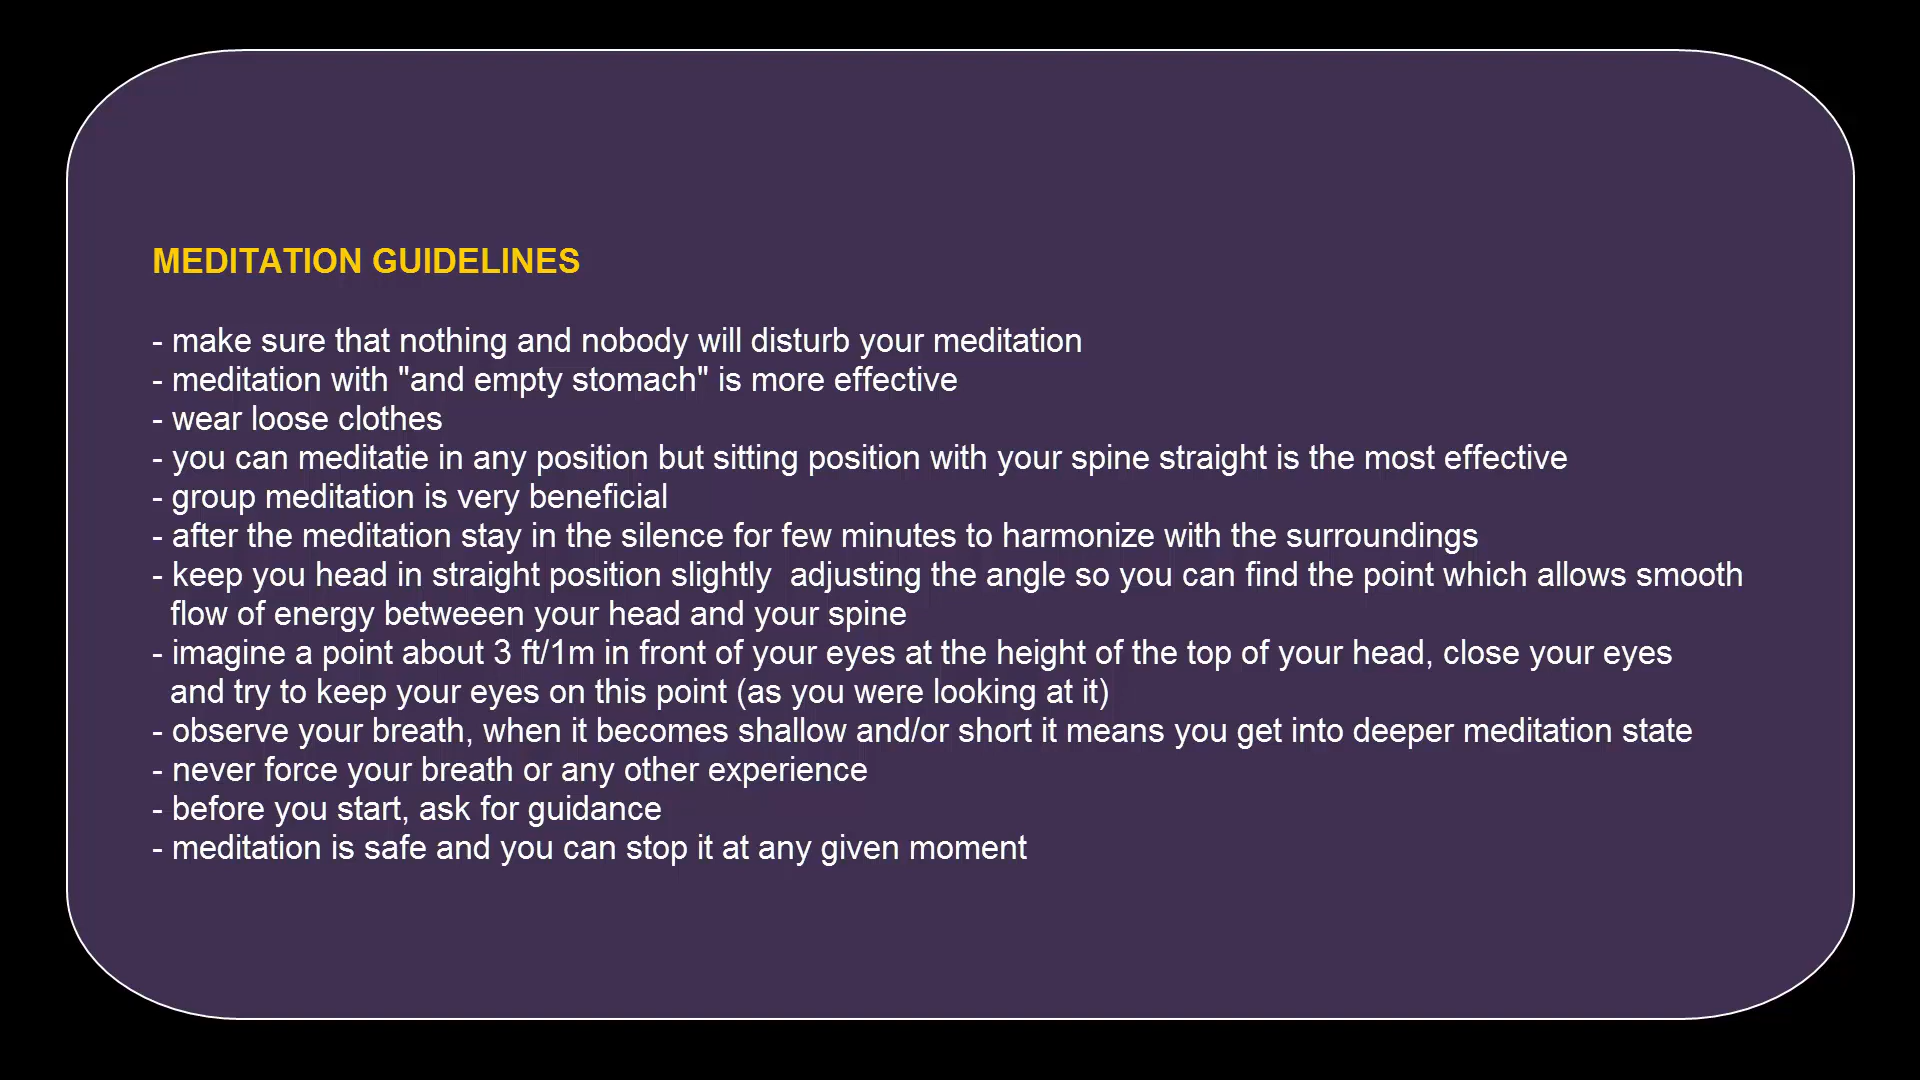 MEDITATION GUIDELINES
- make sure that nothing and nobody will disturb your meditation
- meditation with "and empty stomach" is more effective
- wear loose clothes
- you can meditatie in any position but sitting position with your spine straight is the most effective
- group meditation is very beneficial
- after the meditation stay in the silence for few minutes to harmonize with the surroundings
- keep you head in straight position slightly  adjusting the angle so you can find the point which allows smooth
flow of energy betweeen your head and your spine
- imagine a point about 3 ft/1m in front of your eyes at the height of the top of your head, close your eyes
and try to keep your eyes on this point (as you were looking at it)
- observe your breath, when it becomes shallow and/or short it means you get into deeper meditation state
- never force your breath or any other experience
- before you start, ask for guidance
- meditation is safe and you can stop it at any given moment